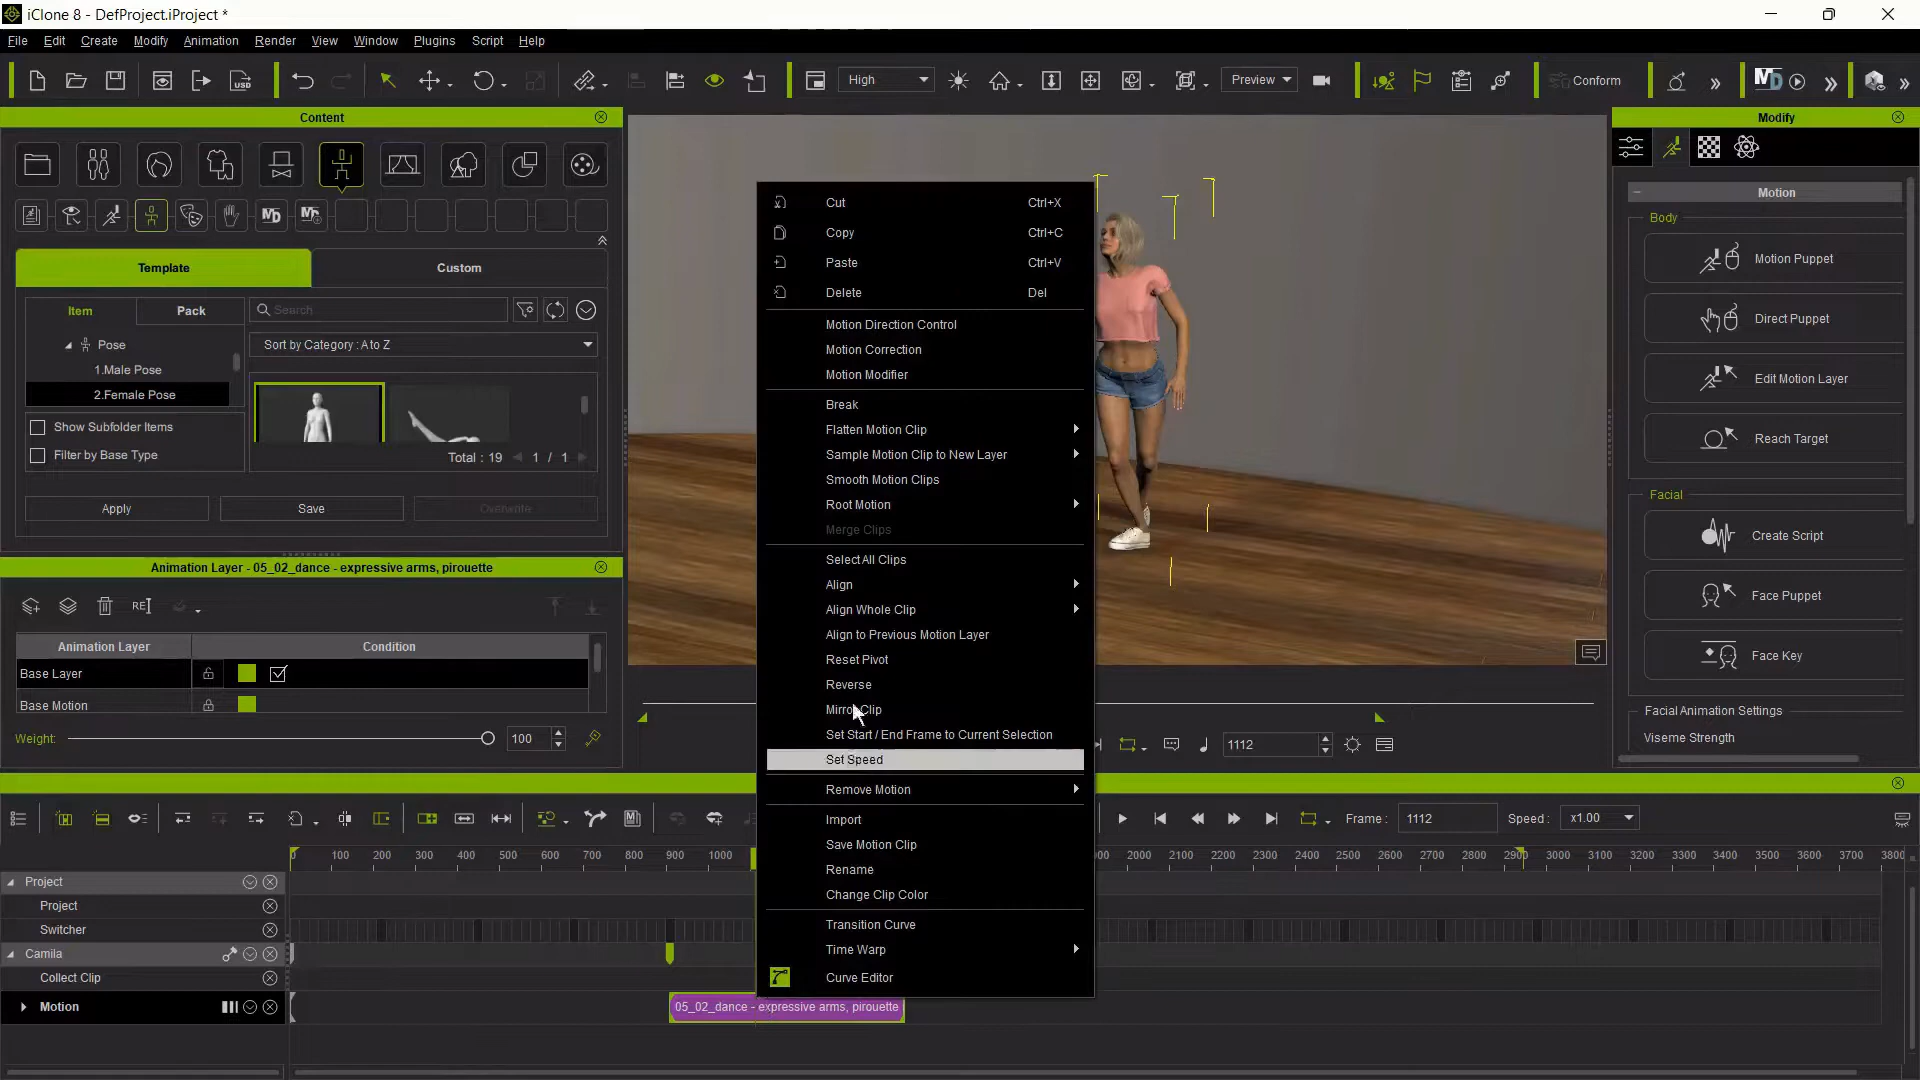 iClone 8 - DefProject.iProject *
File Edit Create Modify Animation Render View Window Plugins Script Help
USD High Preview Conform MD
Content
MD MD
Template Custom
Item Pack Search
Pose
Sort by Category : A to Z
1.Male Pose
2.Female Pose
Show Subfolder Items
Filter by Base Type
Total : 19 1 / 1
Apply Save Overwrite
Animation Layer - 05_02_dance - expressive arms, pirouette
RE
Animation Layer Condition
Base Layer
Base Motion
Weight: 100
Cut Ctrl+X
Copy Ctrl+C
Paste Ctrl+V
Delete Del
Motion Direction Control
Motion Correction
Motion Modifier
Break
Flatten Motion Clip
Sample Motion Clip to New Layer
Smooth Motion Clips
Root Motion
Merge Clips
Select All Clips
Align
Align Whole Clip
Align to Previous Motion Layer
Reset Pivot
Reverse
Mirror Clip
Set Start / End Frame to Current Selection
Set Speed
Remove Motion
Import
Save Motion Clip
Rename
Change Clip Color
Transition Curve
Time Warp
Curve Editor
Modify
Motion
Body
Motion Puppet
Direct Puppet
Edit Motion Layer
Reach Target
Facial
Create Script
Face Puppet
Face Key
Facial Animation Settings
Viseme Strength
1112
Frame : 1112 Speed : x1.00
0 100 200 300 400 500 600 700 800 900 1000 2000 2100 2200 2300 2400 2500 2600 2700 2800 2900 3000 3100 3200 3300 3400 3500 3600 3700 3800
Project
Project
Switcher
Camila
Collect Clip
Motion
05_02_dance - expressive arms, pirouette